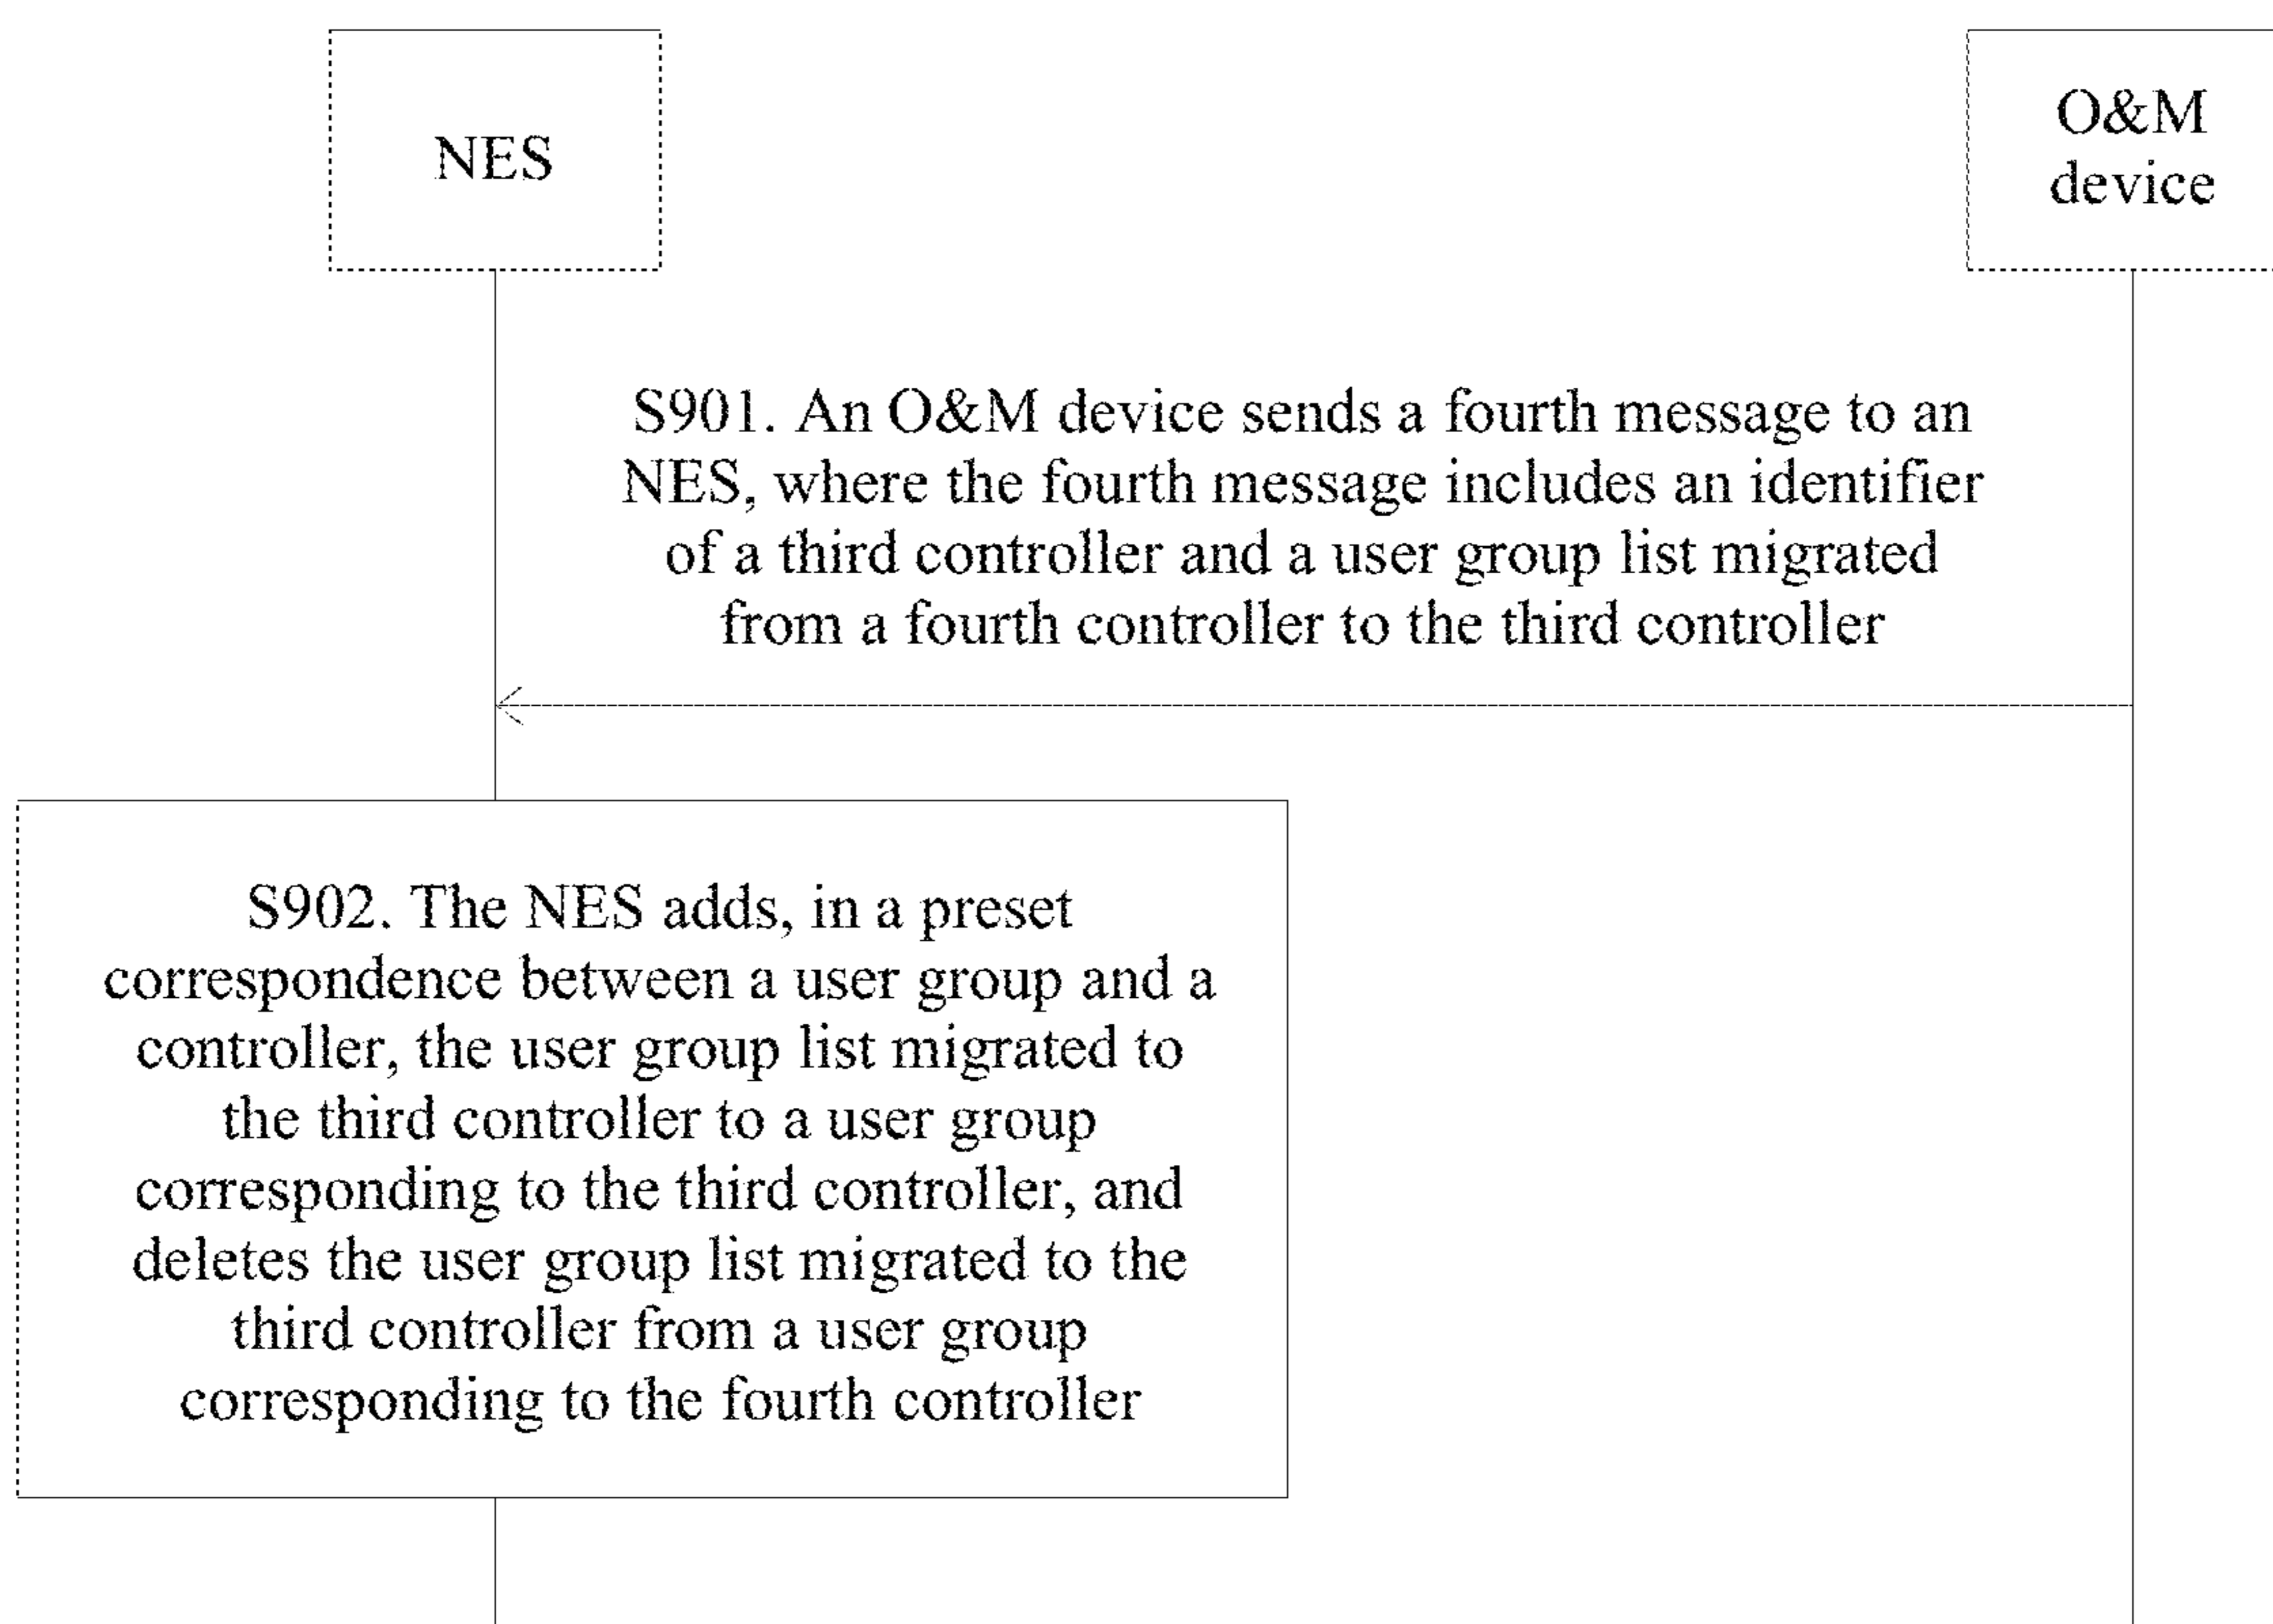 NES
O&M
device
S901. An O&M device sends a fourth message to an
NES, where the fourth message includes an identifier
of a third controller and a user group list migrated
from a fourth controller to the third controller
S902. The NES adds, in a preset
correspondence between a user group and a
controller, the user group list migrated to
the third controller to a user group
corresponding to the third controller, and
deletes the user group list migrated to the
third controller from a user group
corresponding to the fourth controller